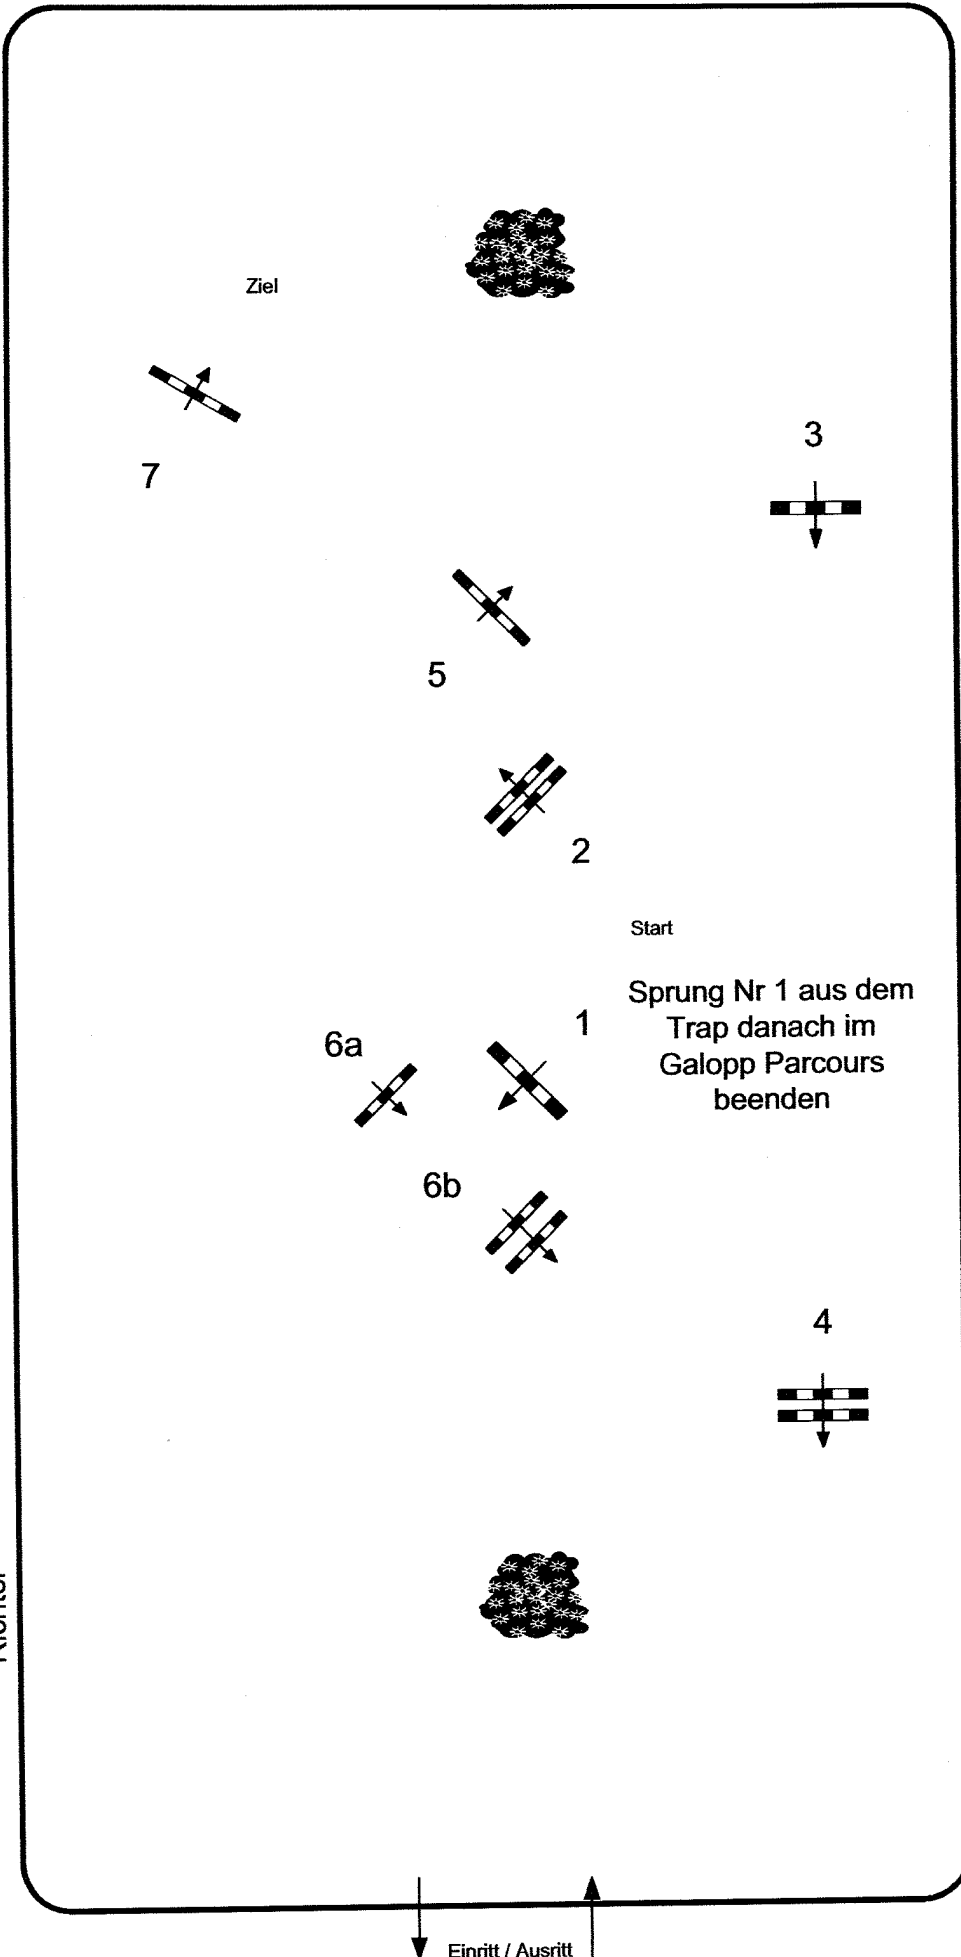 Ziel
3
7
5
2
Start
Sprung Nr 1 aus dem
Trap danach im
Galopp Parcours
beenden
1
6a
6b
4
Einritt / Ausritt